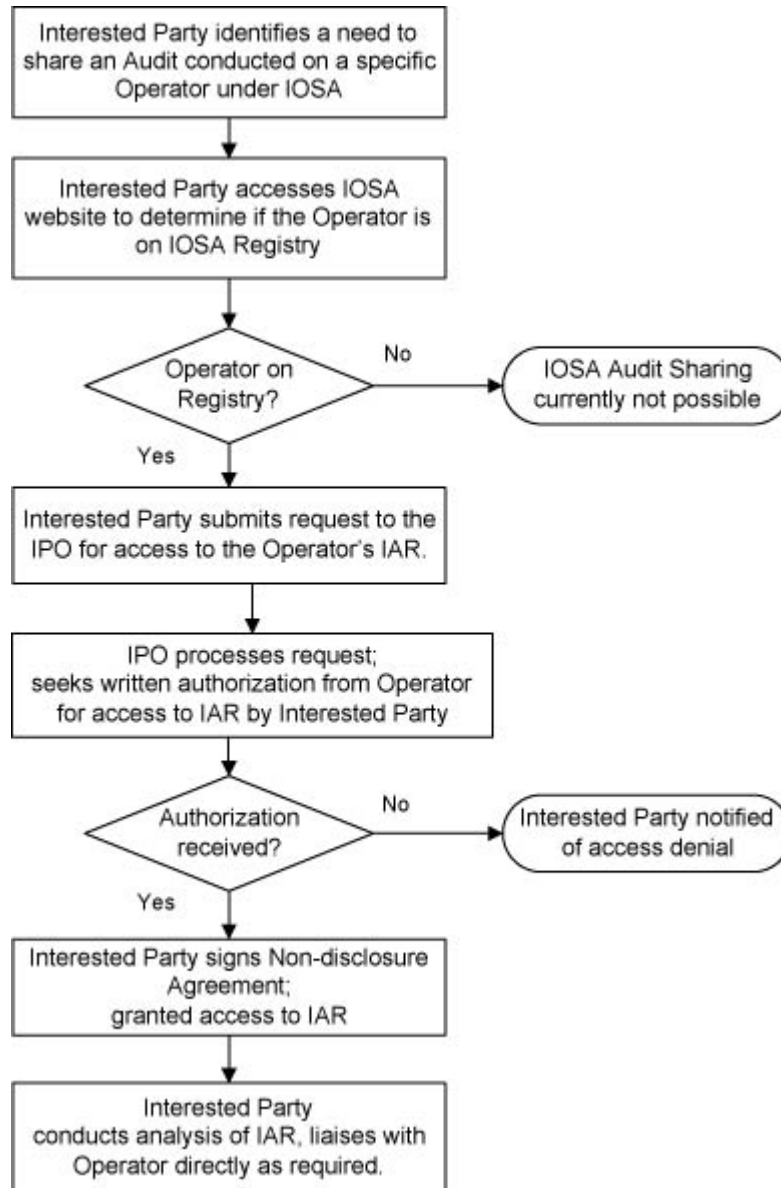 Interested Party identifies a need to
share an Audit conducted on a specific
Operator under IOSA
Interested Party accesses IOSA
website to determine if the Operator is
on IOSA Registry
Operator on
Registry?
No
IOSA Audit Sharing
currently not possible
Yes
Interested Party submits request to the
IPO for access to the Operator's IAR.
IPO processes request;
seeks written authorization from Operator
for access to IAR by Interested Party
Authorization
received?
No
Interested Party notified
of access denial
Yes
Interested Party signs Non-disclosure
Agreement;
granted access to IAR
Interested Party
conducts analysis of IAR, liaises with
Operator directly as required.